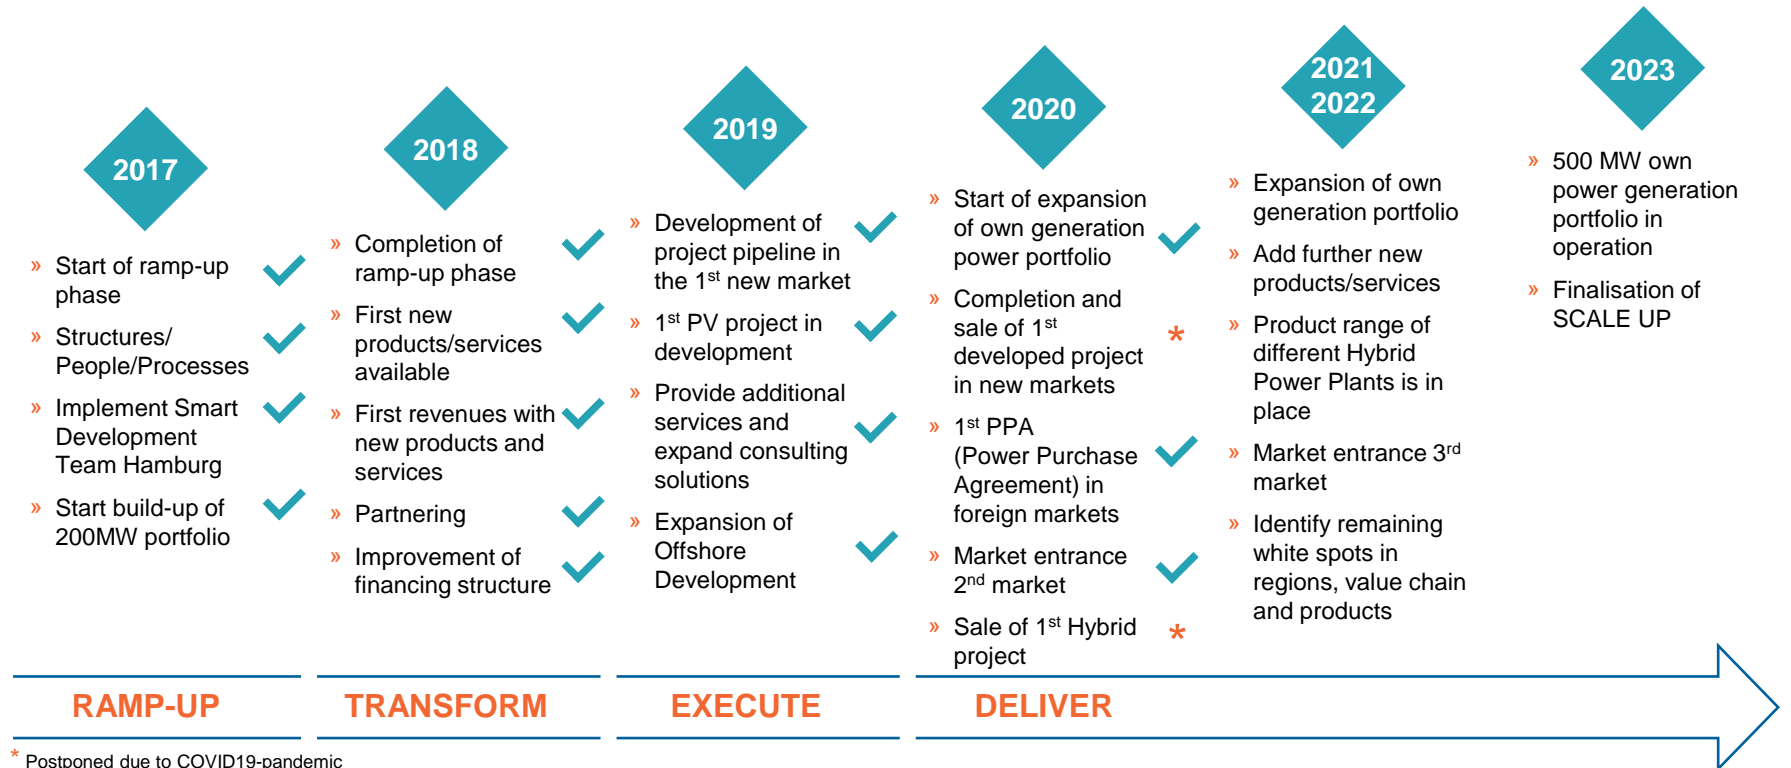 2017
» Start of ramp-up
phase
» Structures/
People/Processes
» Implement Smart
Development
Team Hamburg
» Start build-up of
200MW portfolio
2018
» Completion of
ramp-up phase
» First new
products/services
available
» First revenues with
new products and
services
» Partnering
» Improvement of
financing structure
2019
» Development of
project pipeline in
the 1st new market
» 1st PV project in
development
» Provide additional
services and
expand consulting
solutions
» Expansion of
Offshore
Development
2020
» Start of expansion
of own generation
power portfolio
» Completion and
sale of 1st
developed project
in new markets
*
» 1st PPA
(Power Purchase
Agreement) in
foreign markets
» Market entrance
2nd market
» Sale of 1st Hybrid
project
*
2021
2022
» Expansion of own
generation portfolio
» Add further new
products/services
» Product range of
different Hybrid
Power Plants is in
place
» Market entrance 3rd
market
» Identify remaining
white spots in
regions, value chain
and products
2023
» 500 MW own
power generation
portfolio in
operation
» Finalisation of
SCALE UP
RAMP-UP
TRANSFORM
EXECUTE
DELIVER
* Postponed due to COVID19-pandemic